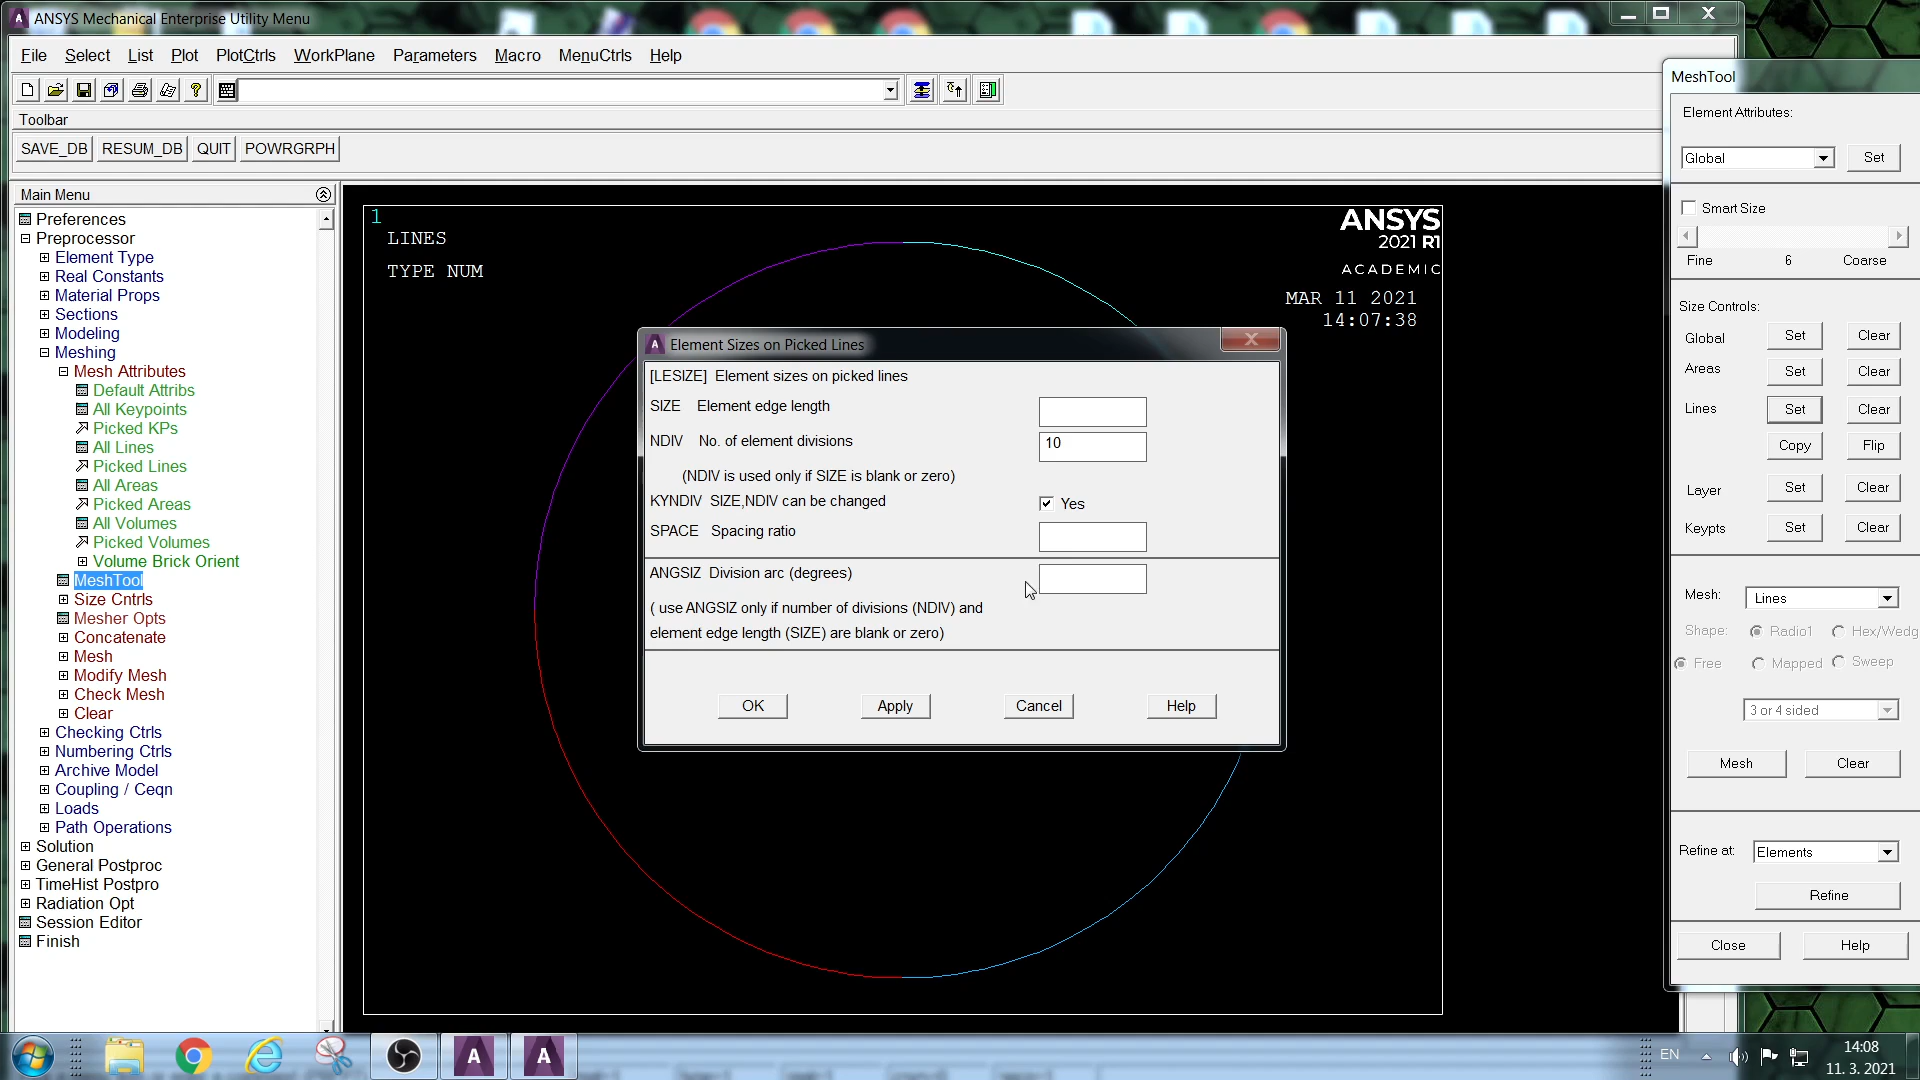 ANSYS Mechanical Enterprise Utility Menu
File Select List Plot PlotCtrls WorkPlane Parameters Macro MenuCtrls Help
Toolbar
SAVE_DB RESUM_DB QUIT POWRGRPH
Main Menu
Preferences
Preprocessor
Element Type
Real Constants
Material Props
Sections
Modeling
Meshing
Mesh Attributes
Default Attribs
All Keypoints
Picked KPs
All Lines
Picked Lines
All Areas
Picked Areas
All Volumes
Picked Volumes
Volume Brick Orient
MeshTool
Size Cntrls
Mesher Opts
Concatenate
Mesh
Modify Mesh
Check Mesh
Clear
Checking Ctrls
Numbering Ctrls
Archive Model
Coupling / Ceqn
Loads
Path Operations
Solution
General Postproc
TimeHist Postpro
Radiation Opt
Session Editor
Finish
1
LINES
TYPE NUM
ANSYS
2021 R1
ACADEMIC
MAR 11 2021
14:07:38
Element Sizes on Picked Lines
[LESIZE] Element sizes on picked lines
SIZE Element edge length
NDIV No. of element divisions 10
(NDIV is used only if SIZE is blank or zero)
KYNDIV SIZE,NDIV can be changed Yes
SPACE Spacing ratio
ANGSIZ Division arc (degrees)
( use ANGSIZ only if number of divisions (NDIV) and
element edge length (SIZE) are blank or zero)
OK Apply Cancel Help
MeshTool
Element Attributes:
Global Set
Smart Size
Fine 6 Coarse
Size Controls:
Global Set Clear
Areas Set Clear
Lines Set Clear
Copy Flip
Layer Set Clear
Keypts Set Clear
Mesh: Lines
Shape: Radio1 Hex/Wedg
Free Mapped Sweep
3 or 4 sided
Mesh Clear
Refine at: Elements
Refine
Close Help
EN
14:08
11. 3. 2021